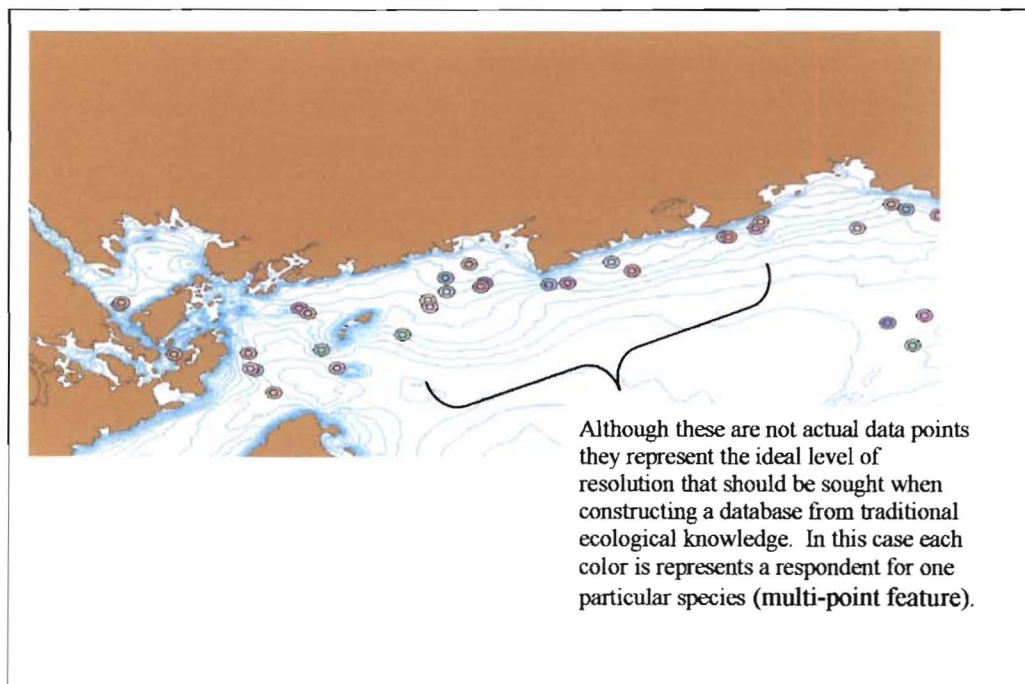 Although these are not actual data points
they represent the ideal level of
resolution that should be sought when
constructing a database from traditional
ecological knowledge.  In this case each
color is represents a respondent for one
particular species (multi-point feature).